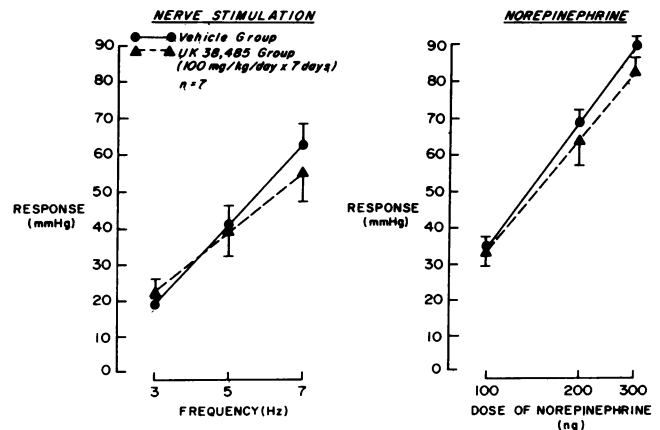 NERVE STIMULATION
Vehicle Group
UK 38,485 Group
(100 mg/kg/day x 7 days)
n = 7
90
80
70
60
50
40
30
20
10
0
RESPONSE
(mmHg)
3 5 7
FREQUENCY (Hz)
NOREPINEPHRINE
90
80
70
60
50
40
30
20
10
0
RESPONSE
(mmHg)
100 200 300
DOSE OF NOREPINEPHRINE
(ng)